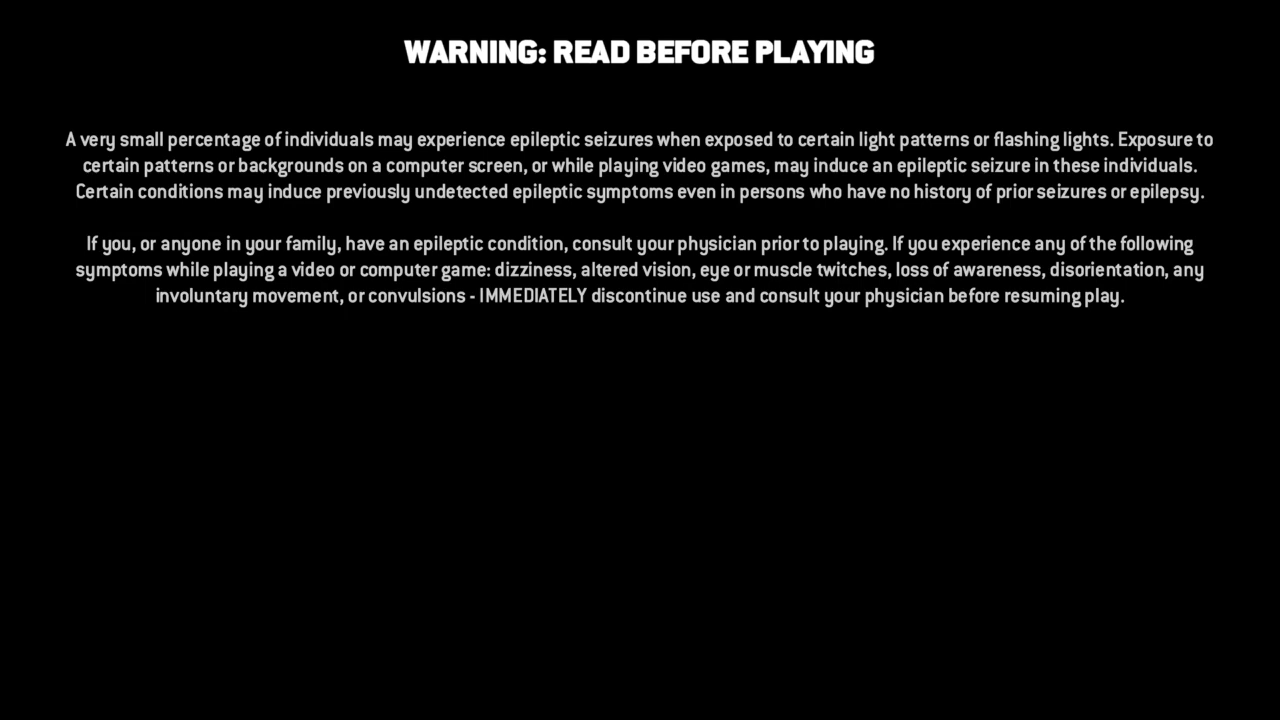 WARNING: READ BEFORE PLAYING
A very small percentage of individuals may experience epileptic seizures when exposed to certain light patterns or flashing lights. Exposure to
certain patterns or backgrounds on a computer screen, or while playing video games, may induce an epileptic seizure in these individuals.
Certain conditions may induce previously undetected epileptic symptoms even in persons who have no history of prior seizures or epilepsy.
If you, or anyone in your family, have an epileptic condition, consult your physician prior to playing. If you experience any of the following
symptoms while playing a video or computer game: dizziness, altered vision, eye or muscle twitches, loss of awareness, disorientation, any
involuntary movement, or convulsions - IMMEDIATELY discontinue use and consult your physician before resuming play.